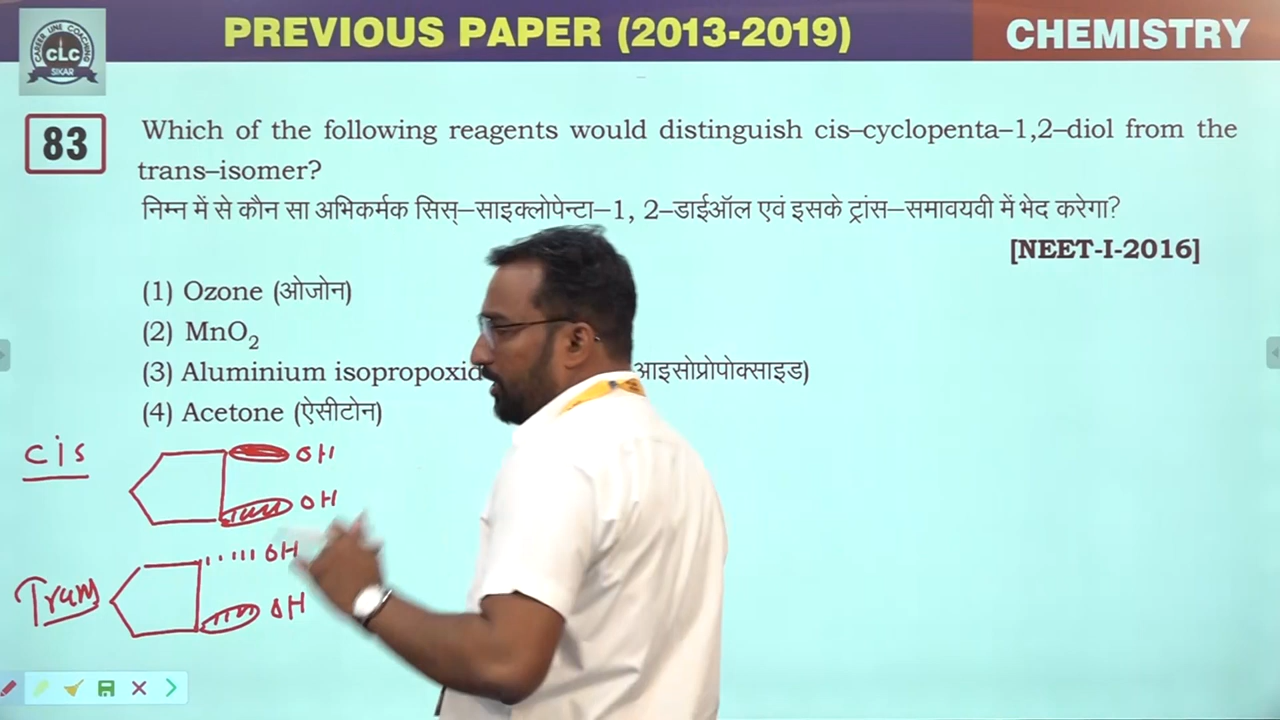 PREVIOUS PAPER (2013-2019)
CHEMISTRY
CAREER LINE COACHING
CLC
SIKAR
83
Which of the following reagents would distinguish cis–cyclopenta–1,2–diol from the
trans–isomer?
निम्न में से कौन सा अभिकर्मक सिस्–साइक्लोपेन्टा–1, 2–डाईऑल एवं इसके ट्रांस–समावयवी में भेद करेगा?
[NEET-I-2016]
(1) Ozone (ओजोन)
(2) MnO₂
(3) Aluminium isopropoxid आइसोप्रोपोक्साइड)
(4) Acetone (ऐसीटोन)
cis
OH
OH
OH
Trans
OH